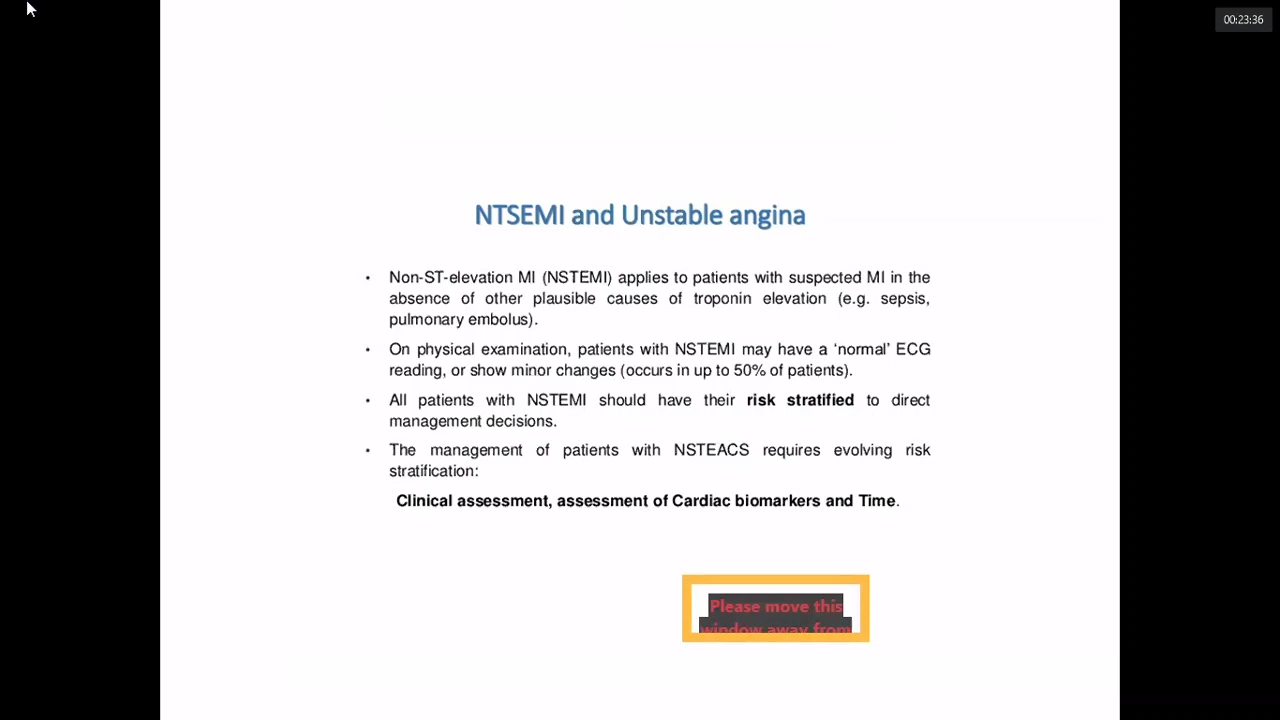 00:23:36
NTSEMI and Unstable angina
• Non-ST-elevation MI (NSTEMI) applies to patients with suspected MI in the
absence of other plausible causes of troponin elevation (e.g. sepsis,
pulmonary embolus).
• On physical examination, patients with NSTEMI may have a ‘normal’ ECG
reading, or show minor changes (occurs in up to 50% of patients).
• All patients with NSTEMI should have their risk stratified to direct
management decisions.
• The management of patients with NSTEACS requires evolving risk
stratification:
Clinical assessment, assessment of Cardiac biomarkers and Time.
Please move this
window away from